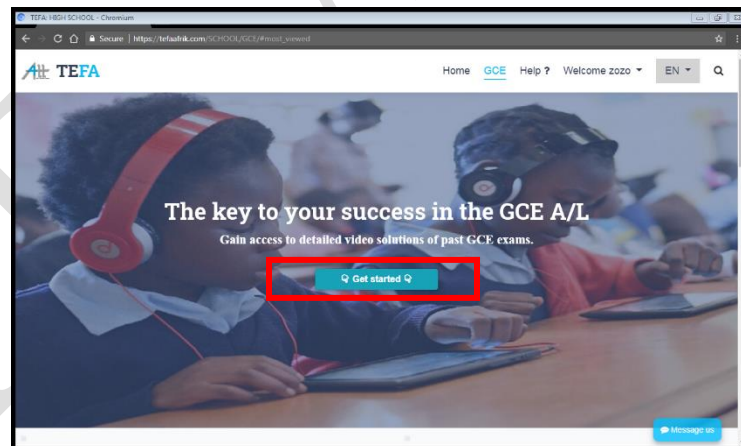 TEFA: HIGH SCHOOL - Chromium
Secure | https://tefaafrik.com/SCHOOL/GCE/#most_viewed
Att TEFA
Home GCE Help ? Welcome zozo EN
The key to your success in the GCE A/L
Gain access to detailed video solutions of past GCE exams.
Get started
Message us